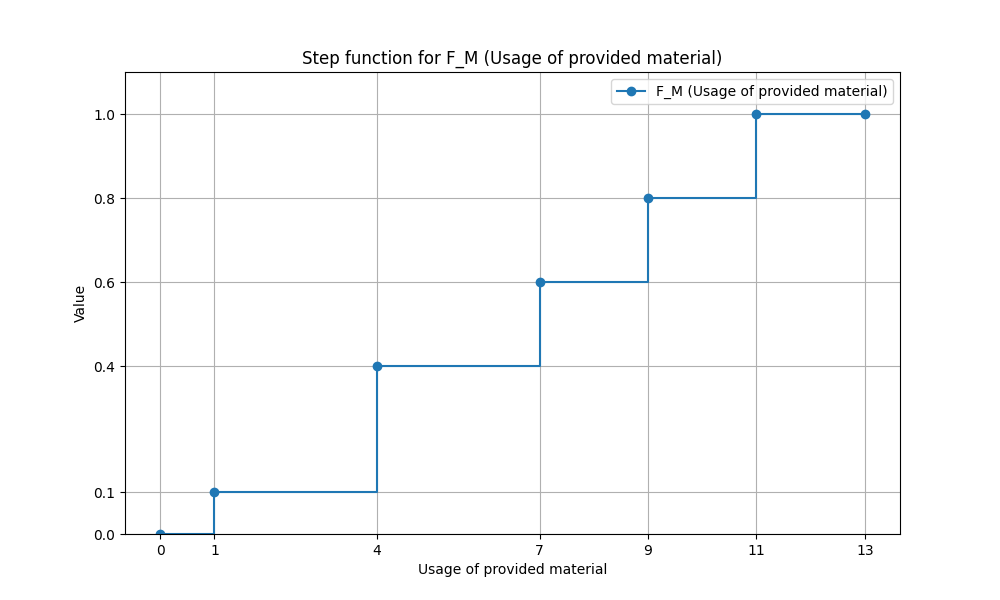 Step function for F_M (Usage of provided material)
F_M (Usage of provided material)
1.0
0.8
0.6
0.4
0.1
0.0
Value
0 1 4 7 9 11 13
Usage of provided material